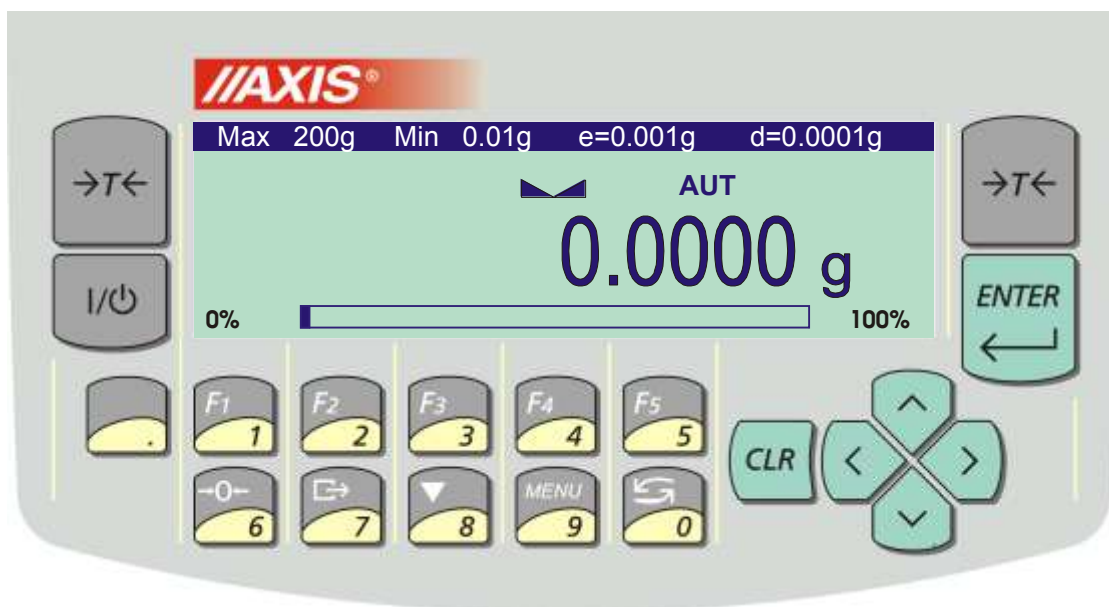 //AXIS®
Max 200g Min 0.01g e=0.001g d=0.0001g
→T← AUT →T←
0.0000 g
I/⏻ ENTER
0% 100%
F1 F2 F3 F4 F5
. 1 2 3 4 5
CLR
→0← MENU
6 7 8 9 0